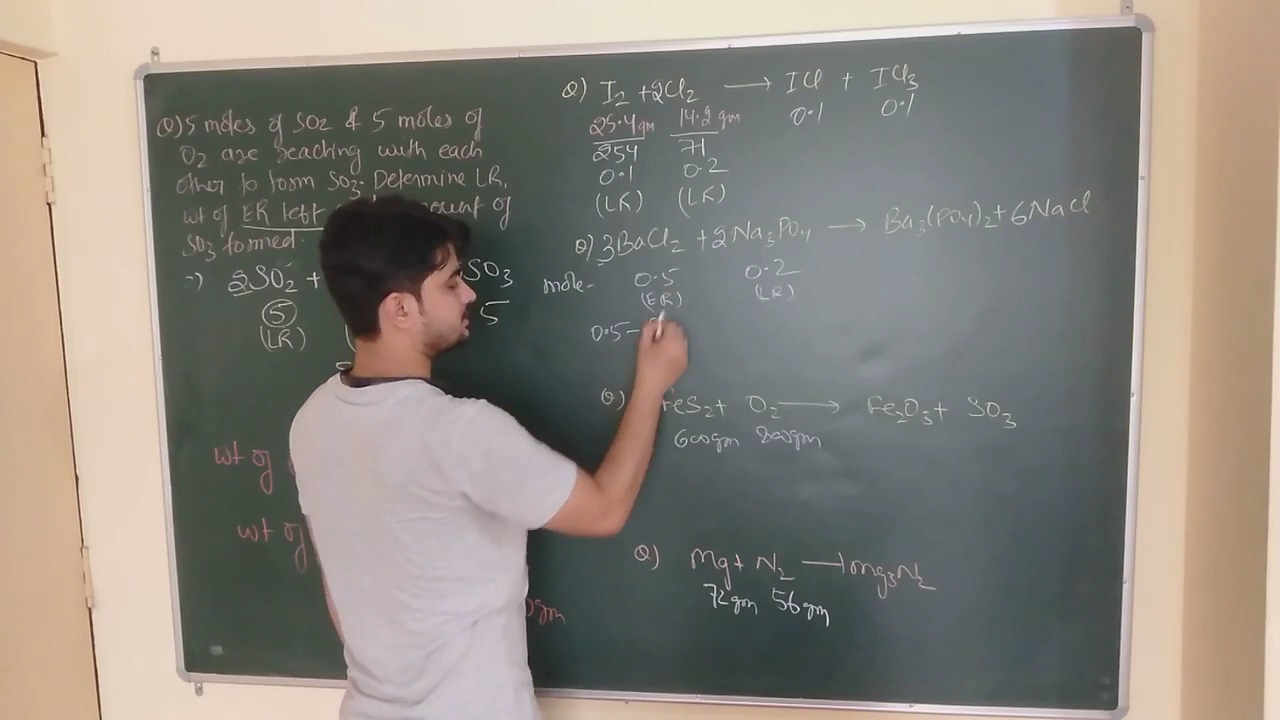 Q) 5 moles of SO2 & 5 moles of
O2 are reacting with each
other to form SO3. Determine LR,
wt of ER left of
SO3 formed.
2SO2 + SO3
5 5
(LR)
wt of
wt of
gm
Q) I2 + 2Cl2 → ICl + ICl3
25.4gm 14.2 gm 0.1 0.1
254 71
0.1 0.2
(LR) (LR)
Q) 3BaCl2 + 2Na3PO4 → Ba3(PO4)2 + 6NaCl
mole- 0.5 0.2
(ER) (LR)
0.5-
Q) FeS2 + O2 → Fe2O3 + SO3
600gm 800gm
Q) Mg + N2 → Mg3N2
72gm 56gm